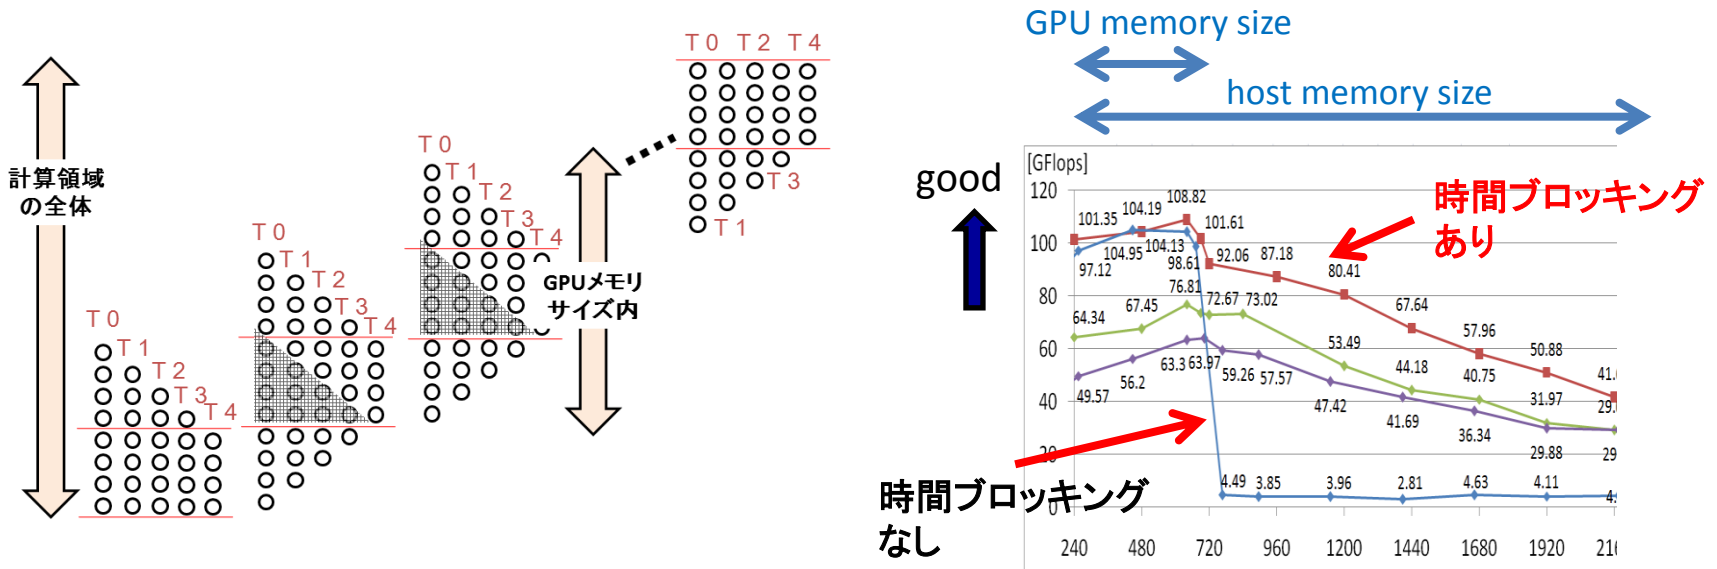 計算領域
の全体
T0
T1
T2
T3
T4
T0
T1
T2
T3
T4
T0
T1
T2
T3
T4
GPUメモリ
サイズ内
T0 T2 T4
T3
T1
GPU memory size
host memory size
good
[GFlops]
120
100
80
60
40
20
0
240 480 720 960 1200 1440 1680 1920
101.35 104.19 108.82 101.61 92.06 87.18 80.41 67.64 57.96 50.88
97.12 104.95 104.13 98.61 4.49 3.85 3.96 2.81 4.63 4.11
64.34 67.45 76.81 72.67 73.02 53.49 44.18 40.75 31.97
49.57 56.2 63.3 63.97 59.26 57.57 47.42 41.69 36.34 29.88
時間ブロッキング
あり
時間ブロッキング
なし